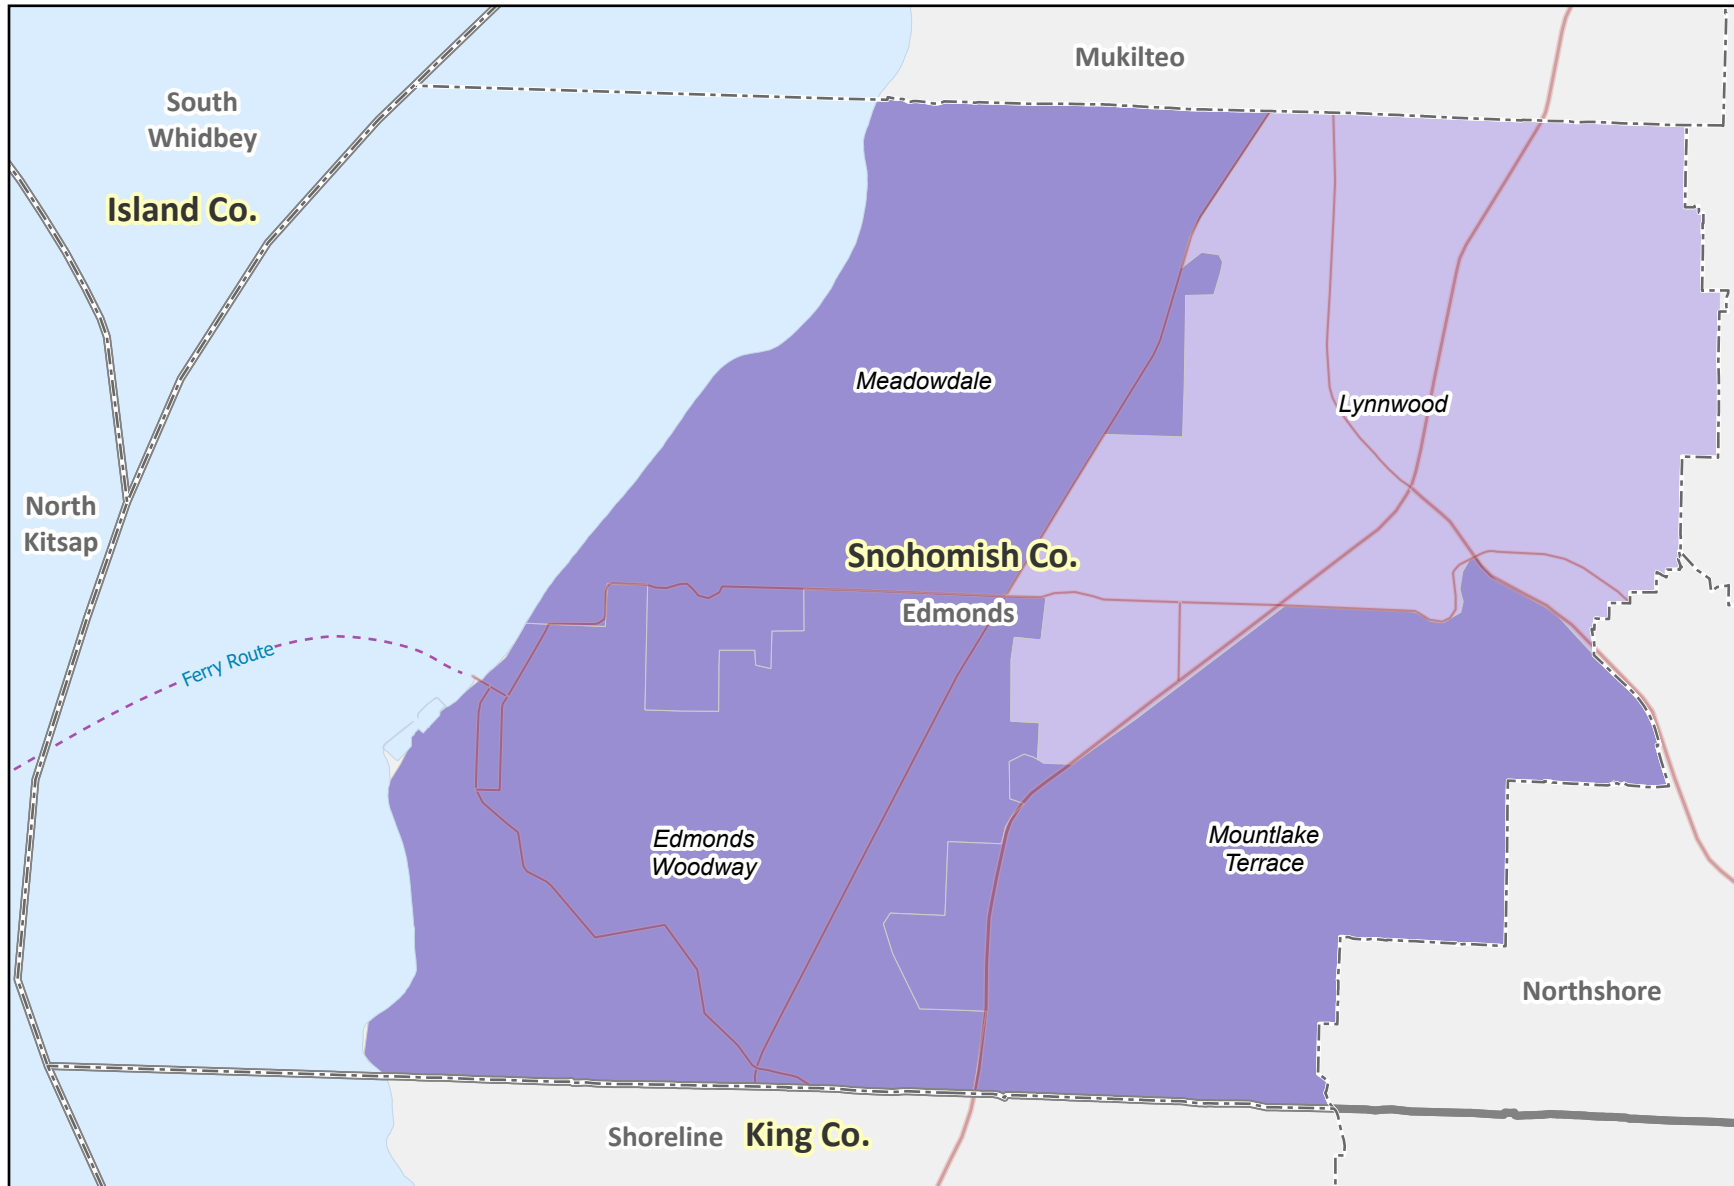 Mukilteo
South
Whidbey
Island Co.
Meadowdale
Lynnwood
North
Kitsap
Snohomish Co.
Edmonds
Ferry Route
Edmonds
Woodway
Mountlake
Terrace
Northshore
Shoreline
King Co.